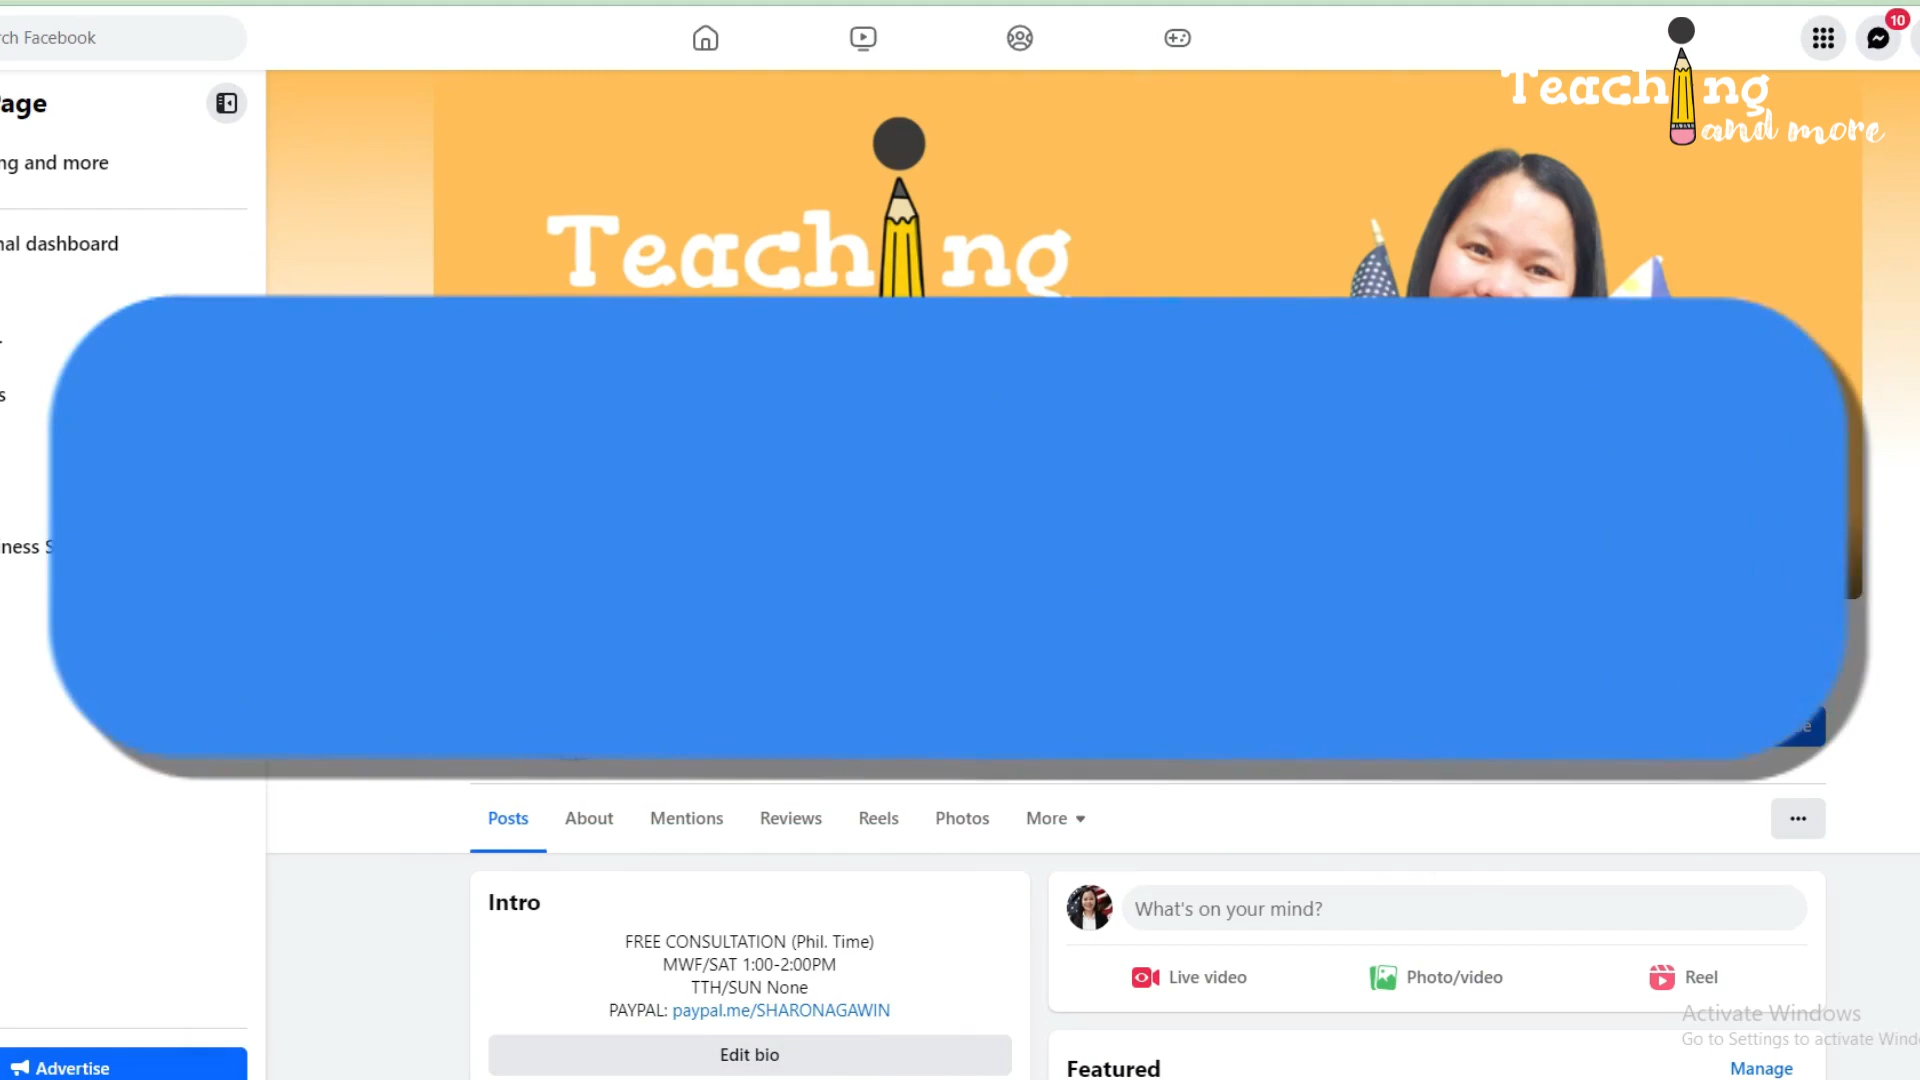 rch Facebook
10
Teaching
and more
age
ng and more
Teaching
nal dashboard
iness S
Posts
About
Mentions
Reviews
Reels
Photos
More
Intro
FREE CONSULTATION (Phil. Time)
MWF/SAT 1:00-2:00PM
TTH/SUN None
PAYPAL: paypal.me/SHARONAGAWIN
Edit bio
What's on your mind?
Live video
Photo/video
Reel
Activate Windows
Go to Settings to activate Wind
Featured
Manage
Advertise